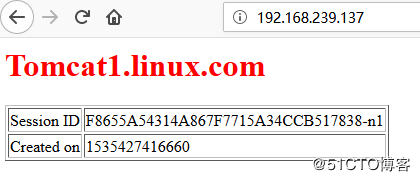 192.168.239.137
Tomcat1.linux.com
Session ID F8655A54314A867F7715A34CCB517838-n1
Created on 1535427416660
@51CTO博客